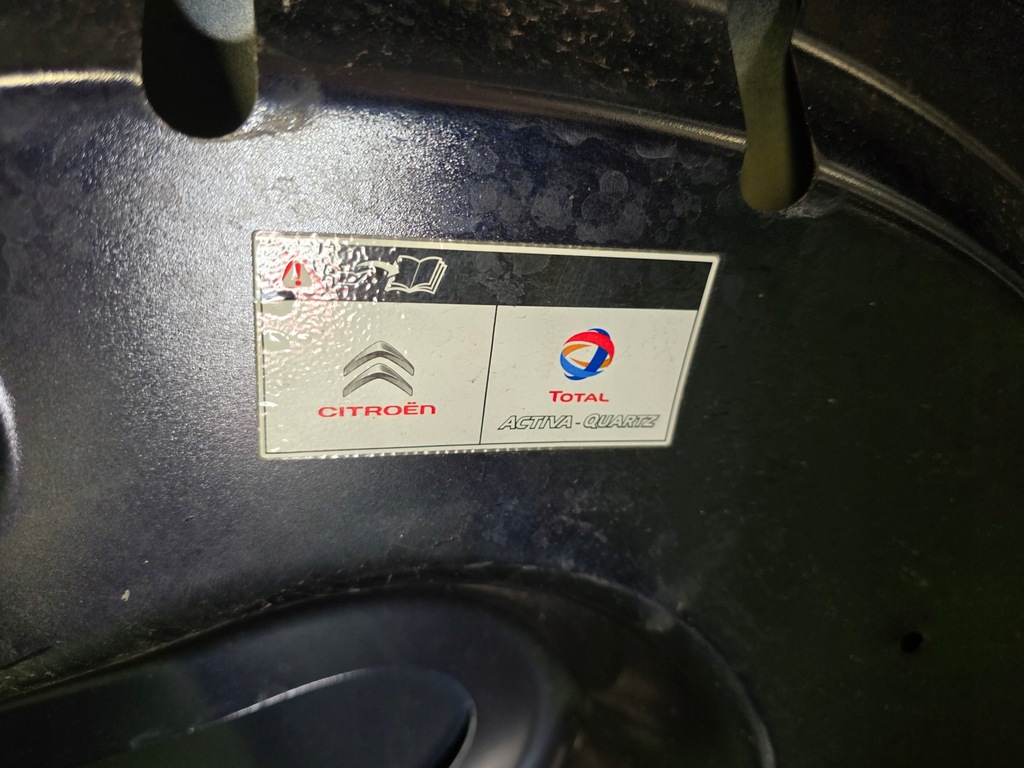 CITROËN
TOTAL
ACTIVA - QUARTZ